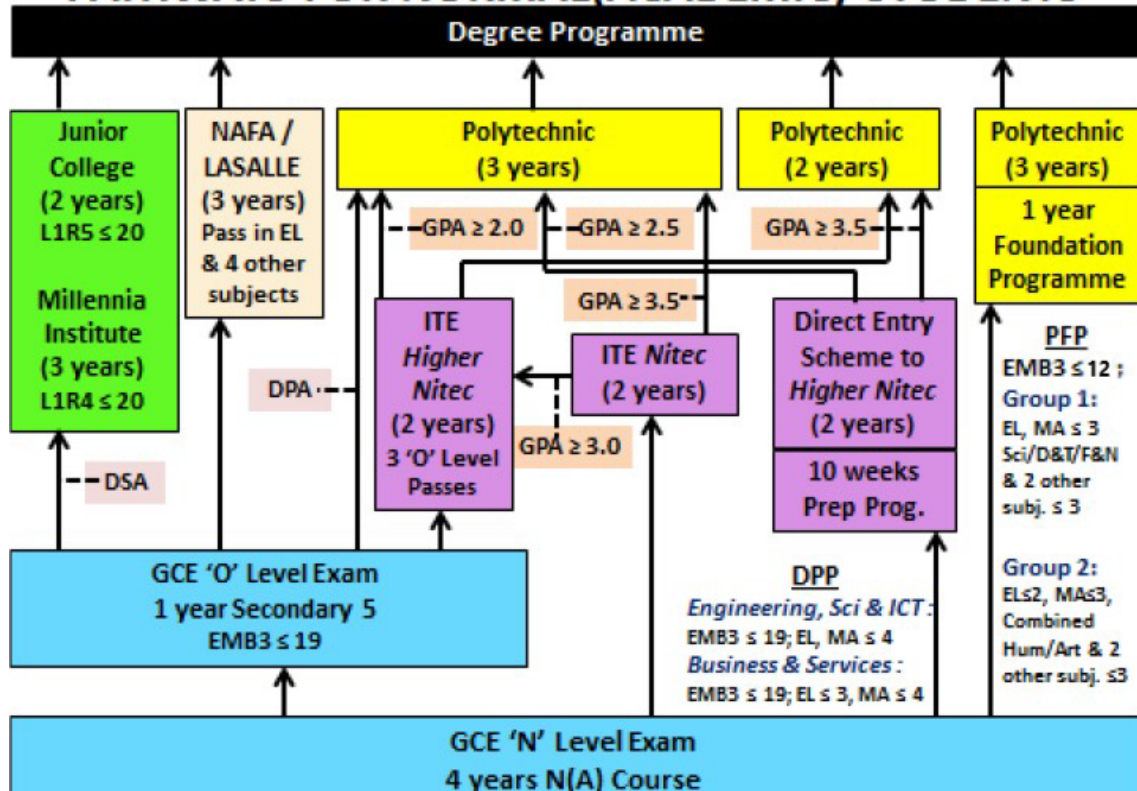 Degree Programme
Junior
College
(2 years)
L1R5 ≤ 20
Millennia
Institute
(3 years)
L1R4 ≤ 20
NAFA /
LASALLE
(3 years)
Pass in EL
& 4 other
subjects
Polytechnic
(3 years)
Polytechnic
(2 years)
Polytechnic
(3 years)
1 year
Foundation
Programme
GPA ≥ 2.0
GPA ≥ 2.5
GPA ≥ 3.5
GPA ≥ 3.5
DPA
DSA
ITE
Higher
Nitec
(2 years)
3 ‘O’ Level
Passes
ITE Nitec
(2 years)
GPA ≥ 3.0
Direct Entry
Scheme to
Higher Nitec
(2 years)
10 weeks
Prep Prog.
PFP
EMB3 ≤ 12 ;
Group 1:
EL, MA ≤ 3
Sci/D&T/F&N
& 2 other
subj. ≤ 3
Group 2:
EL≤2, MA≤3,
Combined
Hum/Art & 2
other subj. ≤3
DPP
Engineering, Sci & ICT :
EMB3 ≤ 19; EL, MA ≤ 4
Business & Services :
EMB3 ≤ 19; EL ≤ 3, MA ≤ 4
GCE ‘O’ Level Exam
1 year Secondary 5
EMB3 ≤ 19
GCE ‘N’ Level Exam
4 years N(A) Course